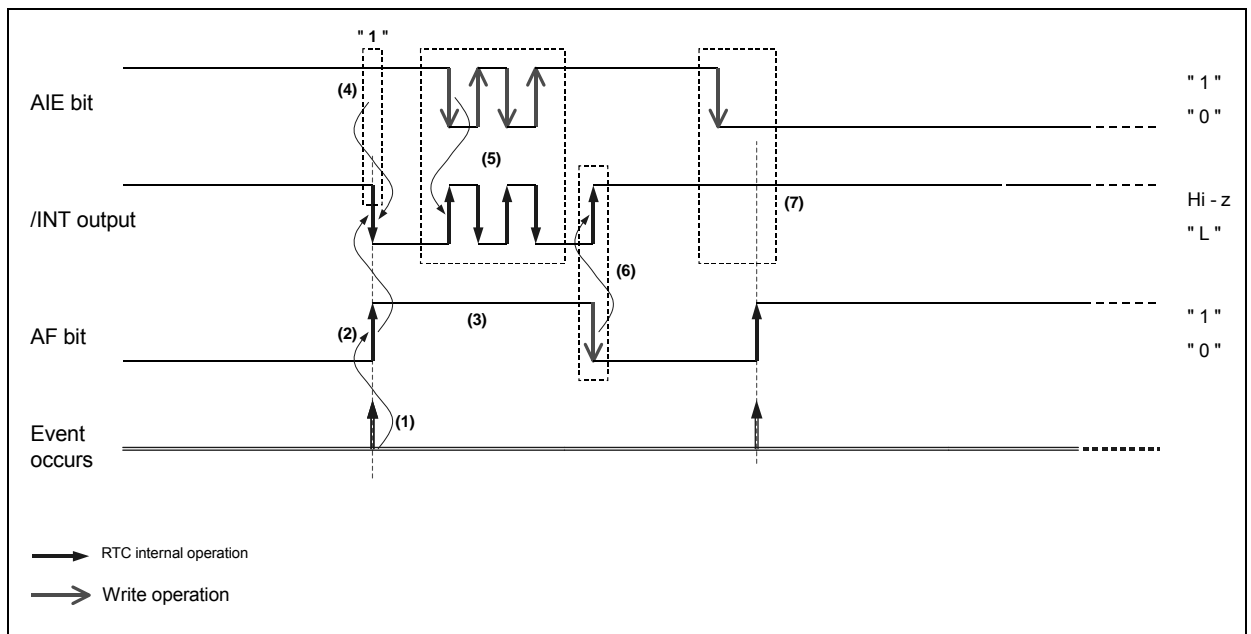 " 1 "
AIE bit
(4)
(5)
" 1 "
" 0 "
/INT output
(7)
Hi - z
" L "
(6)
AF bit
(2)
(3)
" 1 "
" 0 "
(1)
Event
occurs
RTC internal operation
Write operation